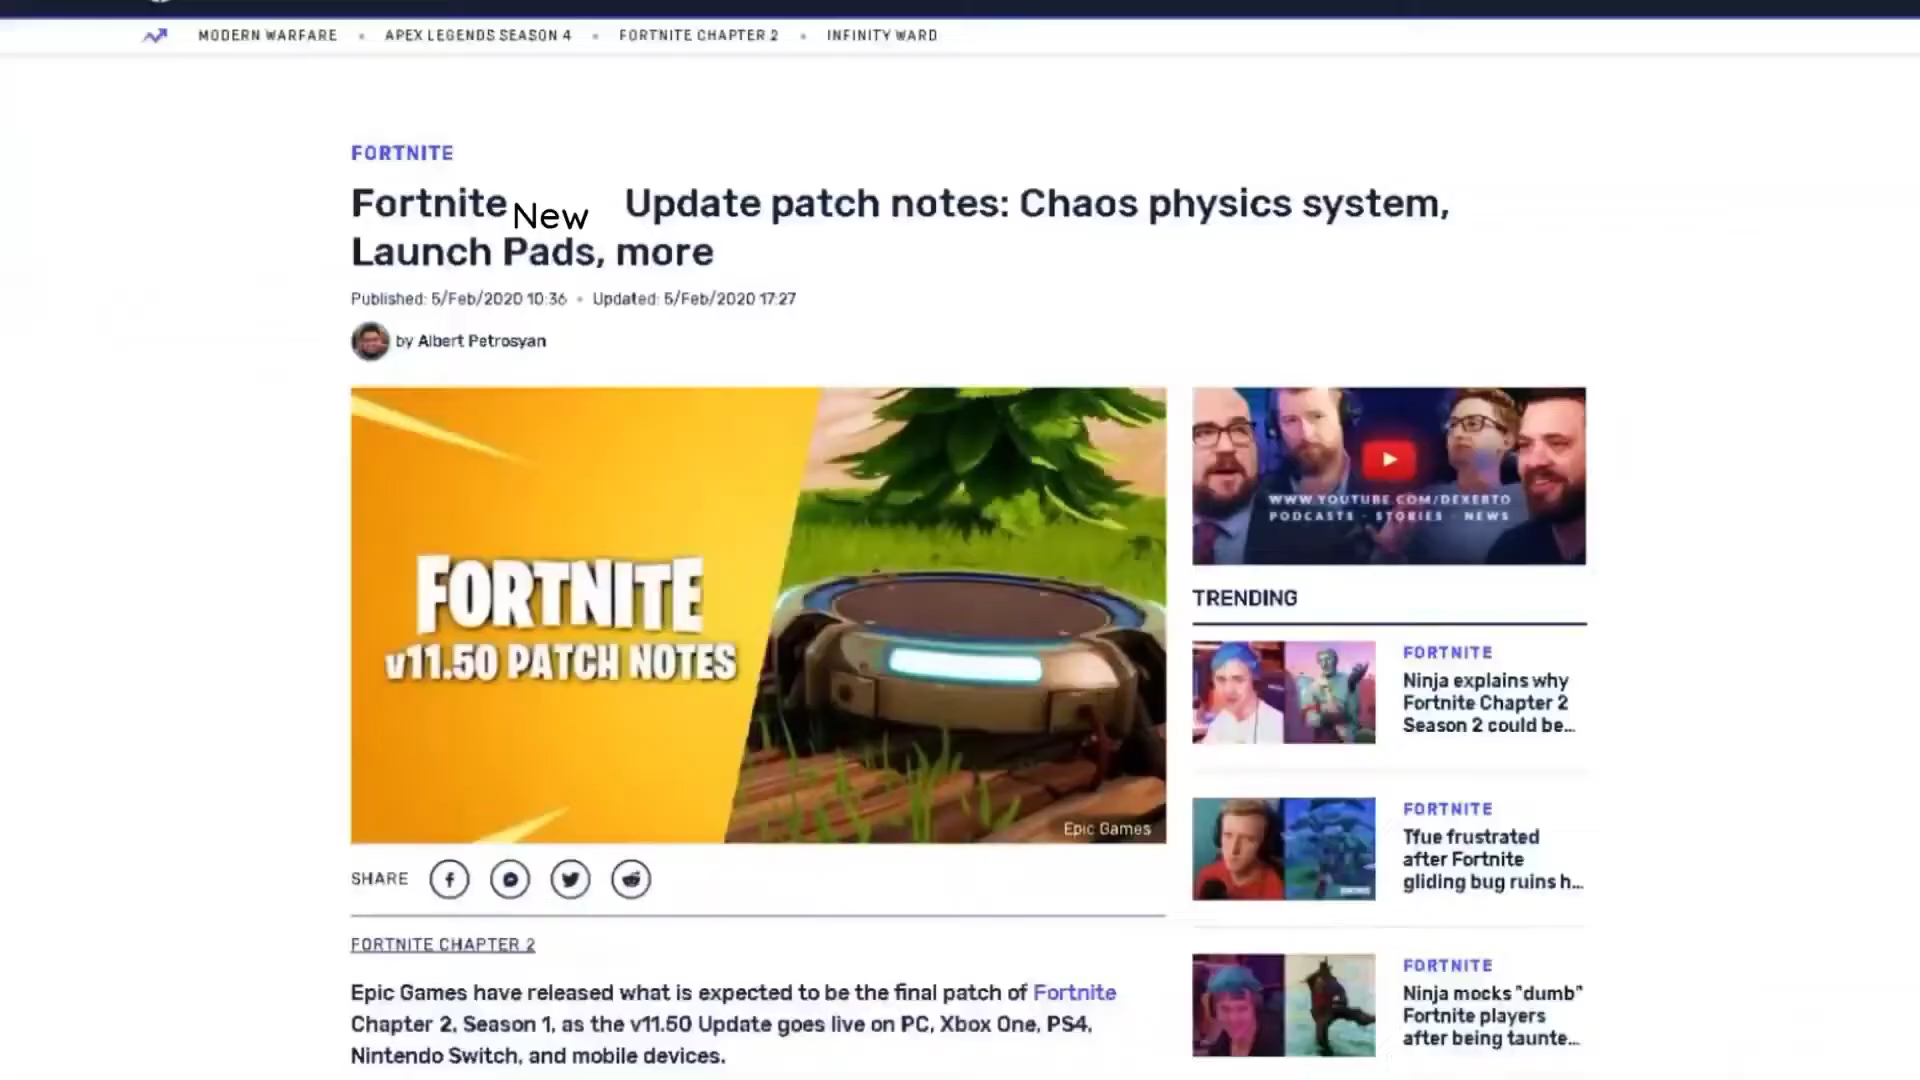 MODERN WARFARE • APEX LEGENDS SEASON 4 • FORTNITE CHAPTER 2 • INFINITY WARD
FORTNITE
Fortnite New Update patch notes: Chaos physics system,
Launch Pads, more
Published: 5/Feb/2020 10:36 • Updated: 5/Feb/2020 17:27
by Albert Petrosyan
FORTNITE
v11.50 PATCH NOTES
Epic Games
SHARE
FORTNITE CHAPTER 2
Epic Games have released what is expected to be the final patch of Fortnite
Chapter 2, Season 1, as the v11.50 Update goes live on PC, Xbox One, PS4,
Nintendo Switch, and mobile devices.
WWW.YOUTUBE.COM/DEXERTO
PODCASTS - STORIES - NEWS
TRENDING
FORTNITE
Ninja explains why
Fortnite Chapter 2
Season 2 could be...
FORTNITE
Tfue frustrated
after Fortnite
gliding bug ruins h...
FORTNITE
Ninja mocks "dumb"
Fortnite players
after being taunte...